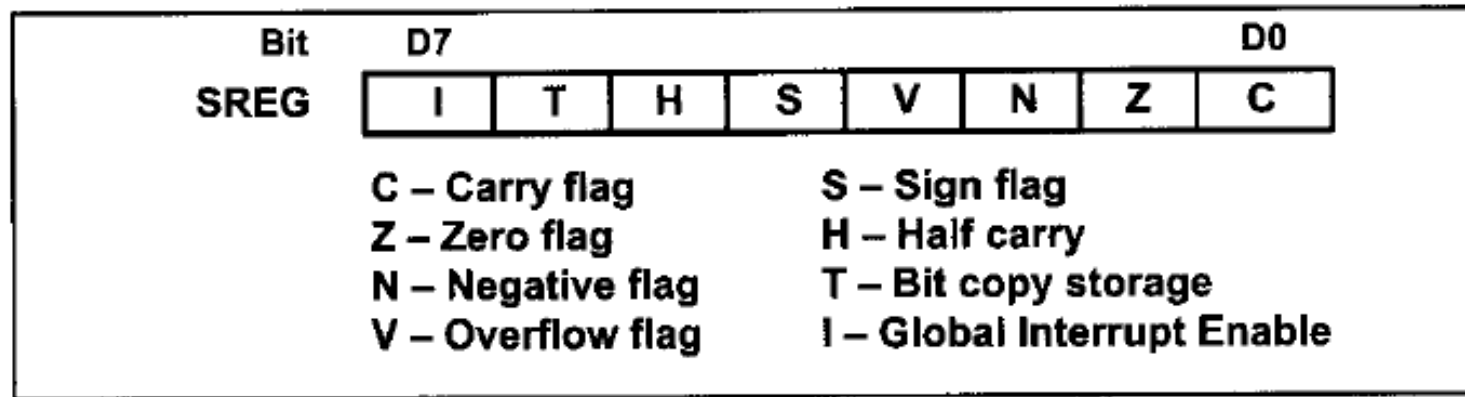 Bit D7 D0
SREG I T H S V N Z C
C – Carry flag S – Sign flag
Z – Zero flag H – Half carry
N – Negative flag T – Bit copy storage
V – Overflow flag I – Global Interrupt Enable